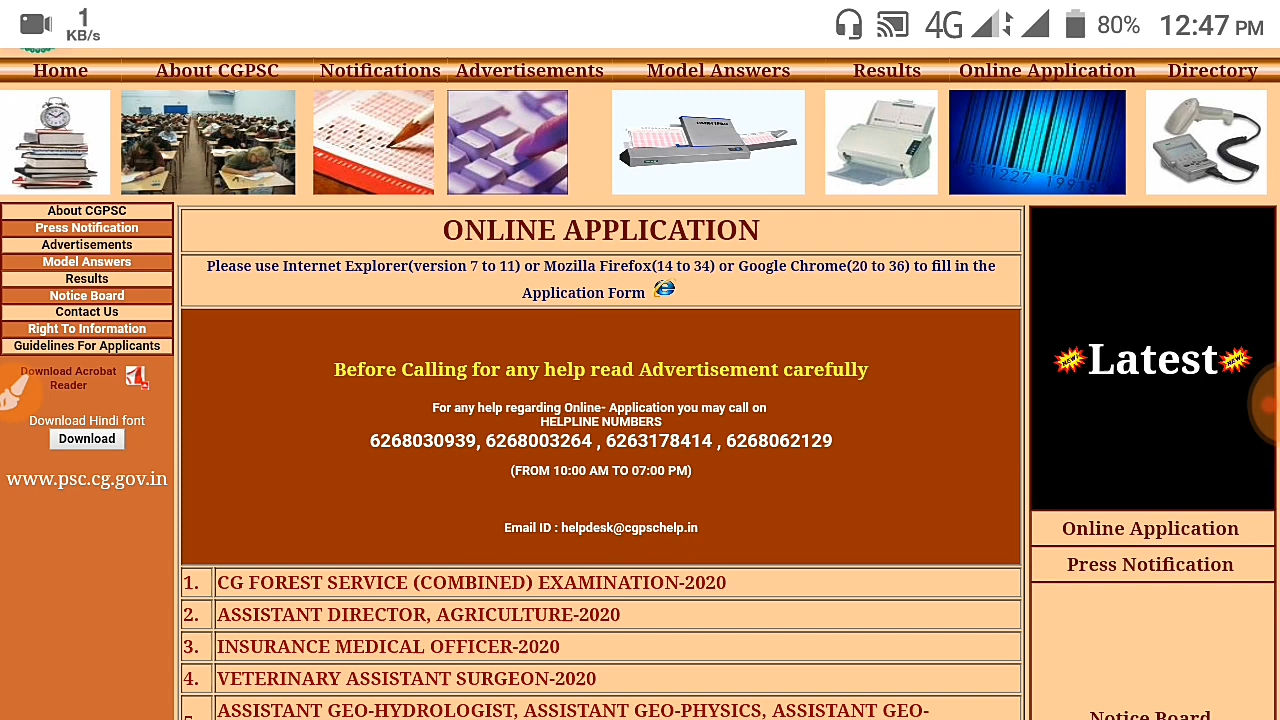 1
KB/s
4G
80%
12:47 PM
Home
About CGPSC
Notifications
Advertisements
Model Answers
Results
Online Application
Directory
About CGPSC
Press Notification
Advertisements
Model Answers
Results
Notice Board
Contact Us
Right To Information
Guidelines For Applicants
Download Acrobat
Reader
Download Hindi font
Download
www.psc.cg.gov.in
ONLINE APPLICATION
Please use Internet Explorer(version 7 to 11) or Mozilla Firefox(14 to 34) or Google Chrome(20 to 36) to fill in the
Application Form
Before Calling for any help read Advertisement carefully
For any help regarding Online- Application you may call on
HELPLINE NUMBERS
6268030939, 6268003264 , 6263178414 , 6268062129
(FROM 10:00 AM TO 07:00 PM)
Email ID : helpdesk@cgpschelp.in
1. CG FOREST SERVICE (COMBINED) EXAMINATION-2020
2. ASSISTANT DIRECTOR, AGRICULTURE-2020
3. INSURANCE MEDICAL OFFICER-2020
4. VETERINARY ASSISTANT SURGEON-2020
ASSISTANT GEO-HYDROLOGIST, ASSISTANT GEO-PHYSICS, ASSISTANT GEO-
Latest
Online Application
Press Notification
Notice Board